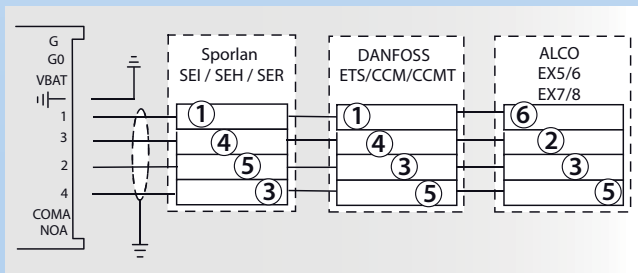 G
G0
VBAT
1
3
2
4
COMA
NOA
Sporlan
SEI / SEH / SER
①
④
⑤
③
DANFOSS
ETS/CCM/CCMT
①
④
③
⑤
ALCO
EX5/6
EX7/8
⑥
②
③
⑤